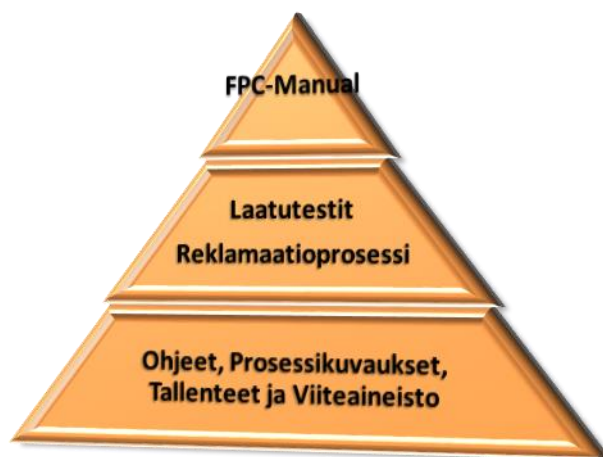 FPC-Manual
Laatutestit
Reklamaatioprosessi
Ohjeet, Prosessikuvaukset,
Tallenteet ja Viiteaineisto